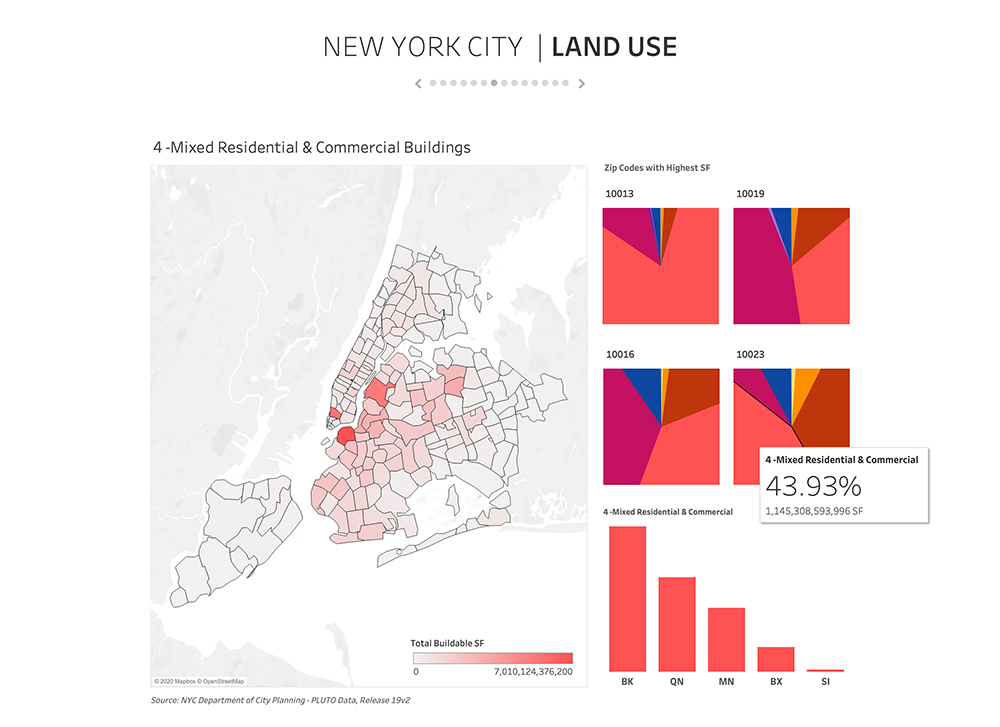 NEW YORK CITY | LAND USE
4 -Mixed Residential & Commercial Buildings
Zip Codes with Highest SF
10013
10019
10016
10023
4 -Mixed Residential & Commercial
43.93%
1,145,308,593,996 SF
4 -Mixed Residential & Commercial
BK
QN
MN
BX
SI
Total Buildable SF
0
7,010,124,376,200
© 2020 Mapbox © OpenStreetMap
Source: NYC Department of City Planning - PLUTO Data, Release 19v2